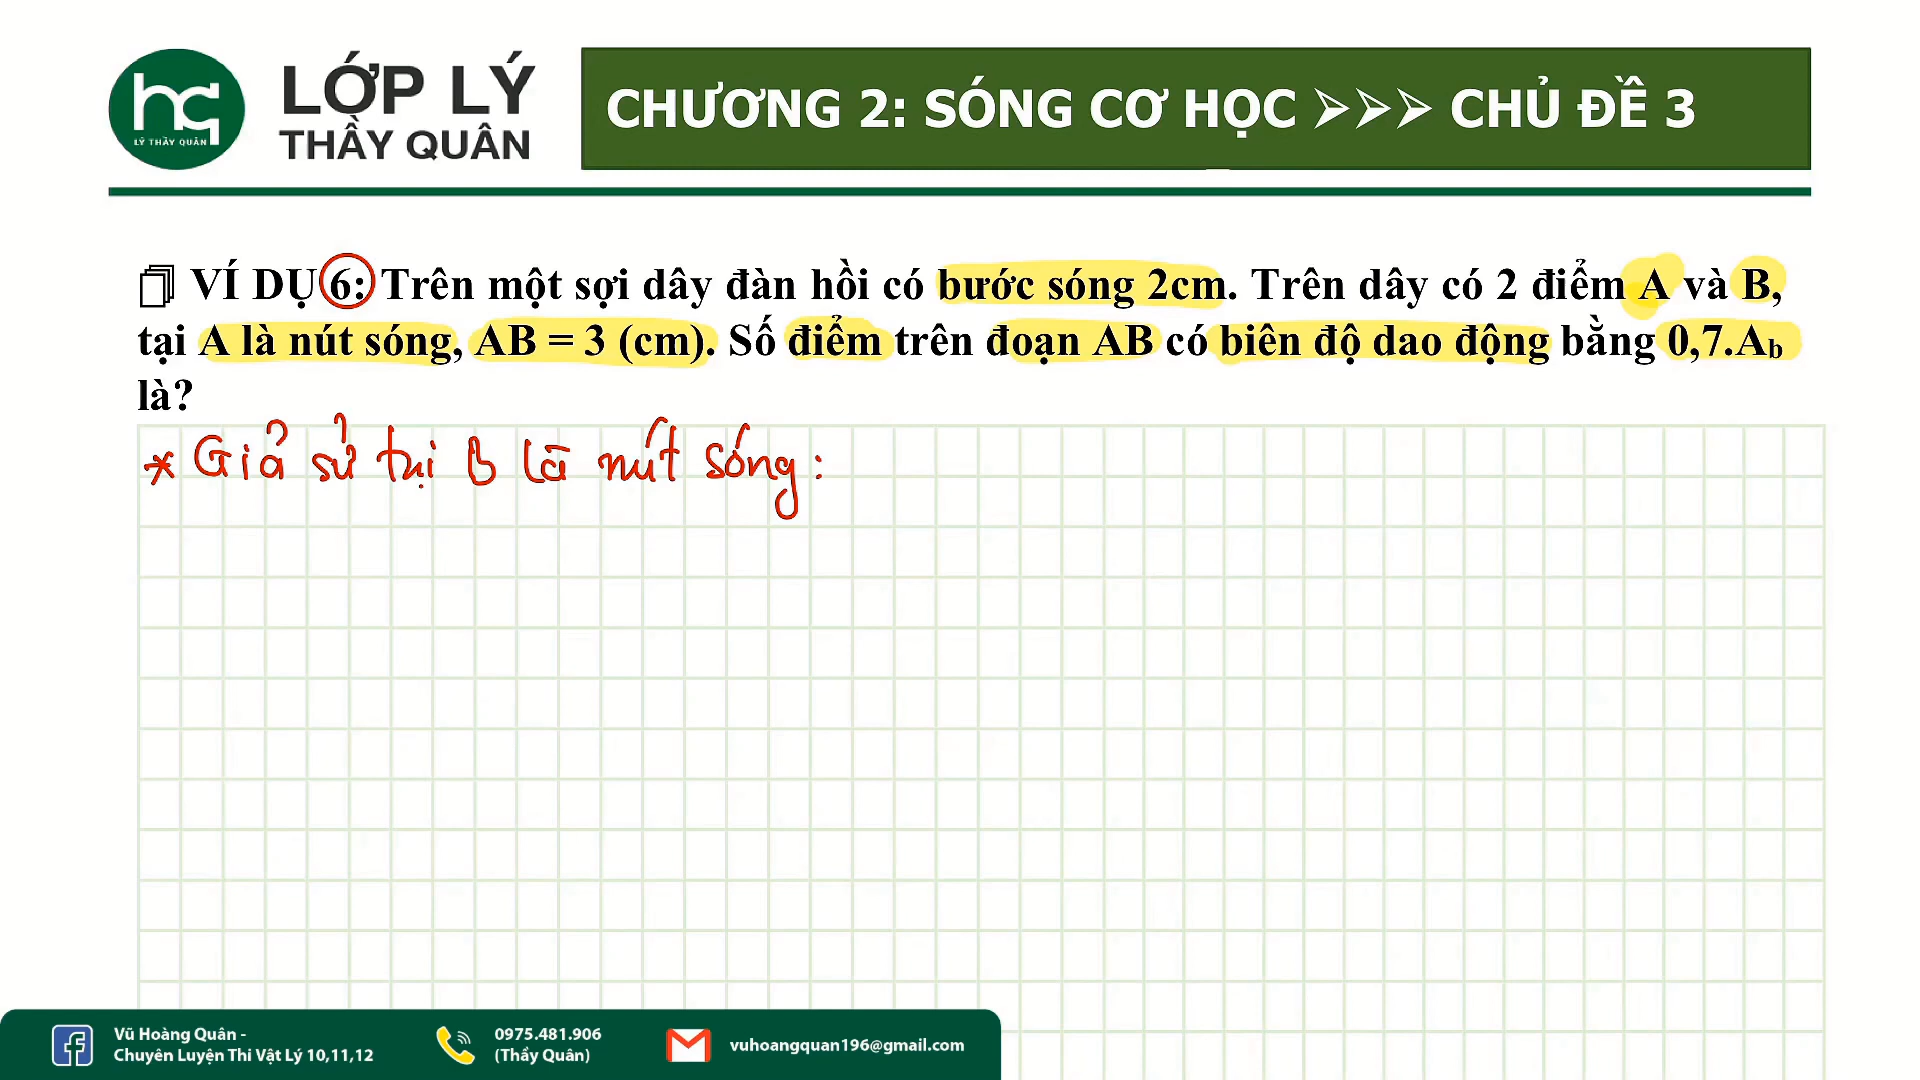 hq
LÝ THẦY QUÂN
LỚP LÝ
THẦY QUÂN
CHƯƠNG 2: SÓNG CƠ HỌC ⮚⮚⮚ CHỦ ĐỀ 3
VÍ DỤ 6: Trên một sợi dây đàn hồi có bước sóng 2cm. Trên dây có 2 điểm A và B,
tại A là nút sóng, AB = 3 (cm). Số điểm trên đoạn AB có biên độ dao động bằng 0,7.Ab
là?
* Giả sử tại B là nút sóng:
Vũ Hoàng Quân -
Chuyên Luyện Thi Vật Lý 10,11,12
0975.481.906
(Thầy Quân)
vuhoangquan196@gmail.com